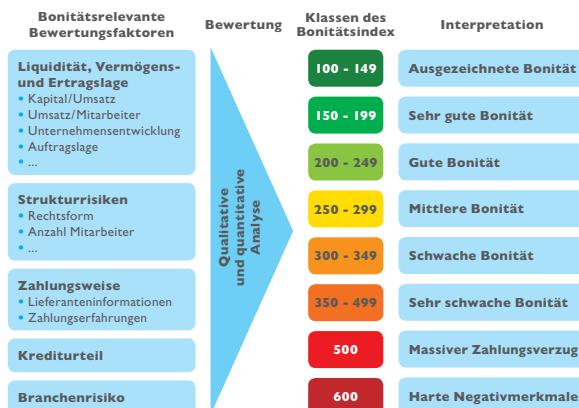 Bonitätsrelevante
Bewertungsfaktoren
Bewertung
Klassen des
Bonitätsindex
Interpretation
Liquidität, Vermögens-
und Ertragslage
• Kapital/Umsatz
• Umsatz/Mitarbeiter
• Unternehmensentwicklung
• Auftragslage
• ...
Strukturrisiken
• Rechtsform
• Anzahl Mitarbeiter
• ...
Zahlungsweise
• Lieferanteninformationen
• Zahlungserfahrungen
Krediturteil
Branchenrisiko
Qualitative
und quantitative
Analyse
100 - 149
Ausgezeichnete Bonität
150 - 199
Sehr gute Bonität
200 - 249
Gute Bonität
250 - 299
Mittlere Bonität
300 - 349
Schwache Bonität
350 - 499
Sehr schwache Bonität
500
Massiver Zahlungsverzug
600
Harte Negativmerkmale